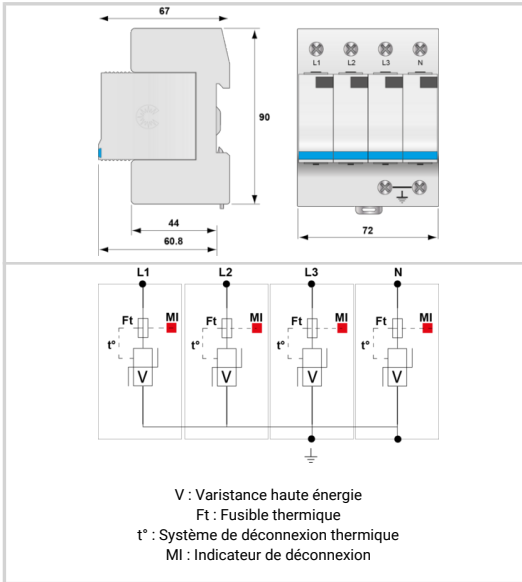 67
L1 L2 L3 N
90
44
60.8
72
L1 L2 L3 N
Ft MI Ft MI Ft MI Ft MI
t° t° t° t°
V V V V
V : Varistance haute énergie
Ft : Fusible thermique
t° : Système de déconnexion thermique
MI : Indicateur de déconnexion